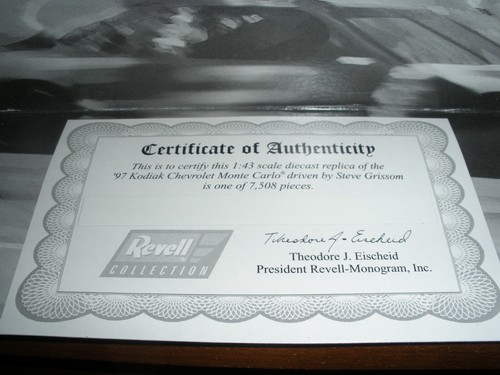 Certificate of Authenticity
This is to certify this 1:43 scale diecast replica of the
'97 Kodiak Chevrolet Monte Carlo® driven by Steve Grissom
is one of 7,508 pieces.
Revell
COLLECTION
Theodore J. Eischeid
Theodore J. Eischeid
President Revell-Monogram, Inc.